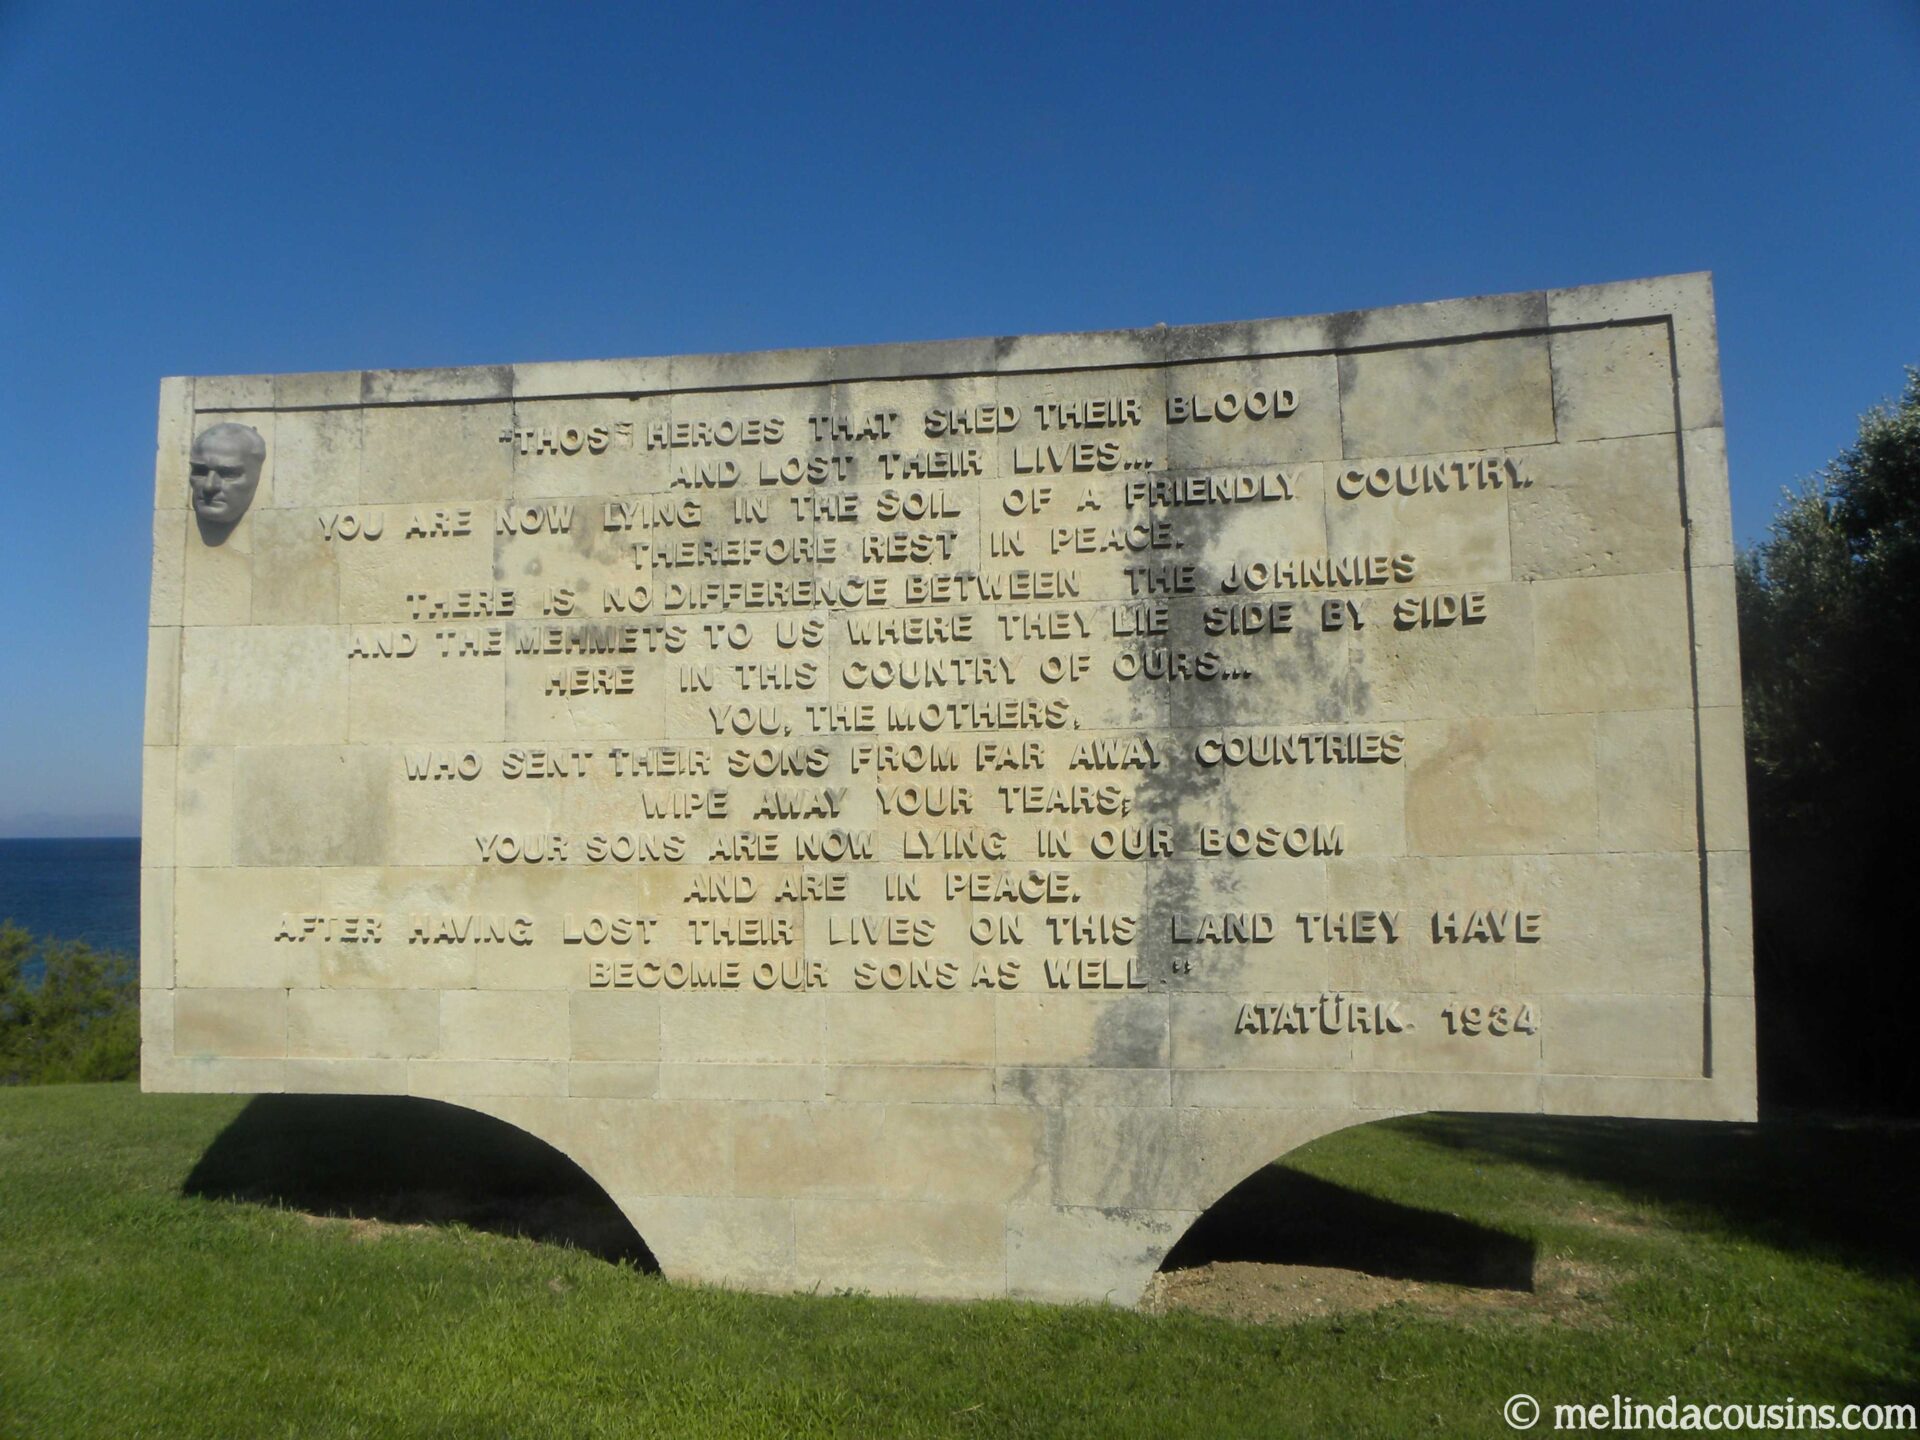 "THOSE HEROES THAT SHED THEIR BLOOD
AND LOST THEIR LIVES...
YOU ARE NOW LYING IN THE SOIL OF A FRIENDLY COUNTRY.
THEREFORE REST IN PEACE.
THERE IS NO DIFFERENCE BETWEEN THE JOHNNIES
AND THE MEHMETS TO US WHERE THEY LIE SIDE BY SIDE
HERE IN THIS COUNTRY OF OURS...
YOU, THE MOTHERS,
WHO SENT THEIR SONS FROM FAR AWAY COUNTRIES
WIPE AWAY YOUR TEARS;
YOUR SONS ARE NOW LYING IN OUR BOSOM
AND ARE IN PEACE.
AFTER HAVING LOST THEIR LIVES ON THIS LAND THEY HAVE
BECOME OUR SONS AS WELL."
ATATÜRK. 1934
© melindacousins.com